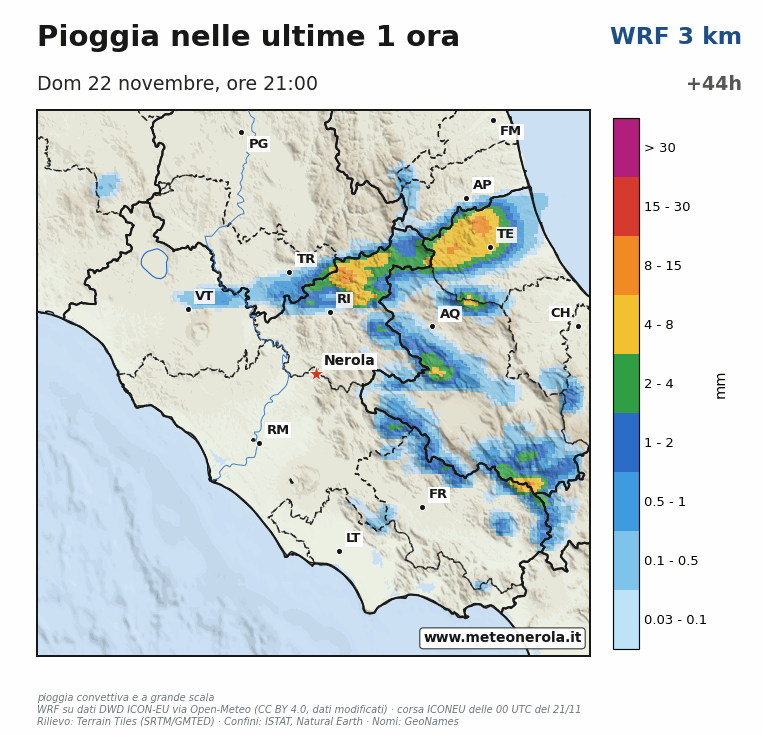 Pioggia nelle ultime 1 ora
WRF 3 km
Dom 22 novembre, ore 21:00
+44h
FM
PG
AP
TE
TR
VT
RI
AQ
CH
Nerola
RM
FR
LT
www.meteonerola.it
> 30
15 - 30
8 - 15
4 - 8
2 - 4
1 - 2
0.5 - 1
0.1 - 0.5
0.03 - 0.1
mm
pioggia convettiva e a grande scala
WRF su dati DWD ICON-EU via Open-Meteo (CC BY 4.0, dati modificati) · corsa ICONEU delle 00 UTC del 21/11
Rilievo: Terrain Tiles (SRTM/GMTED) · Confini: ISTAT, Natural Earth · Nomi: GeoNames